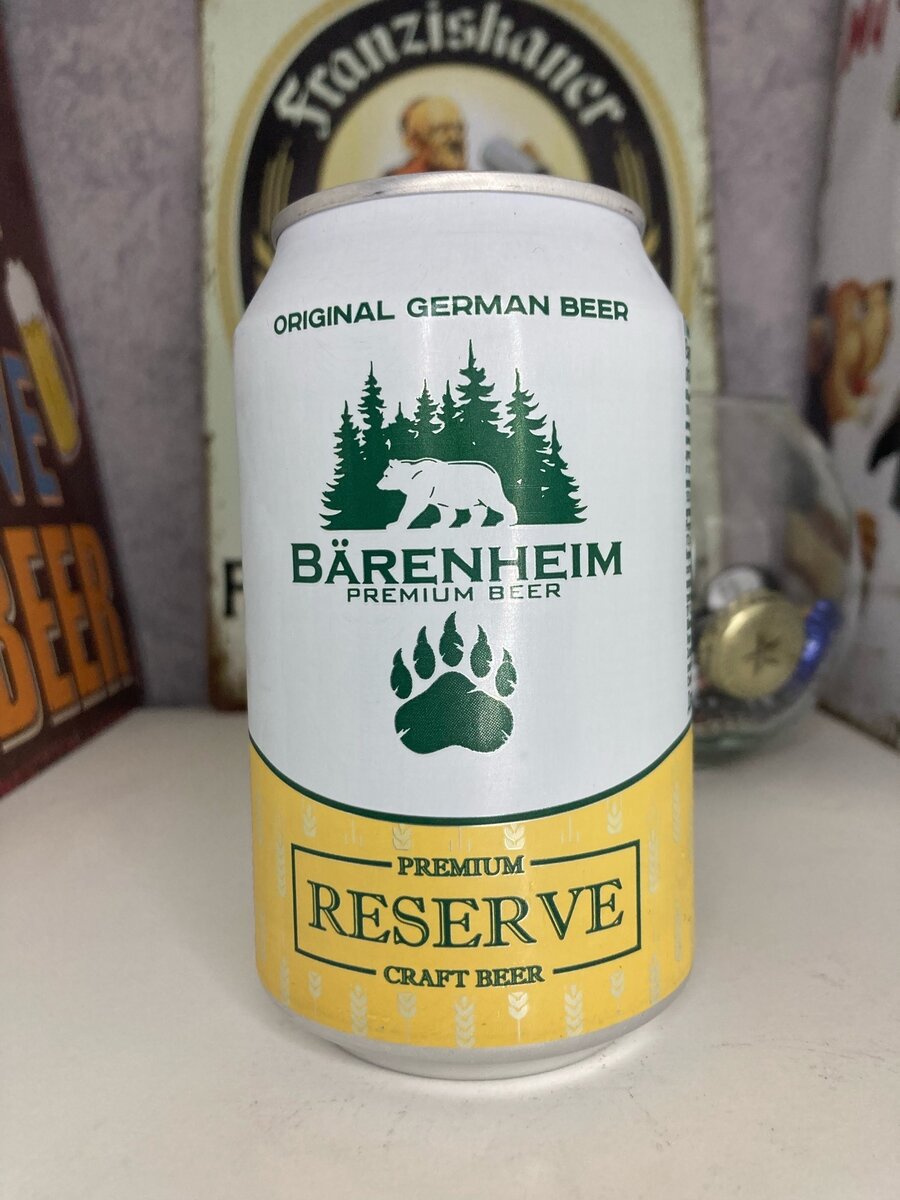 Franziskaner
ORIGINAL GERMAN BEER
BÄRENHEIM
PREMIUM BEER
PREMIUM
RESERVE
CRAFT BEER
BEER